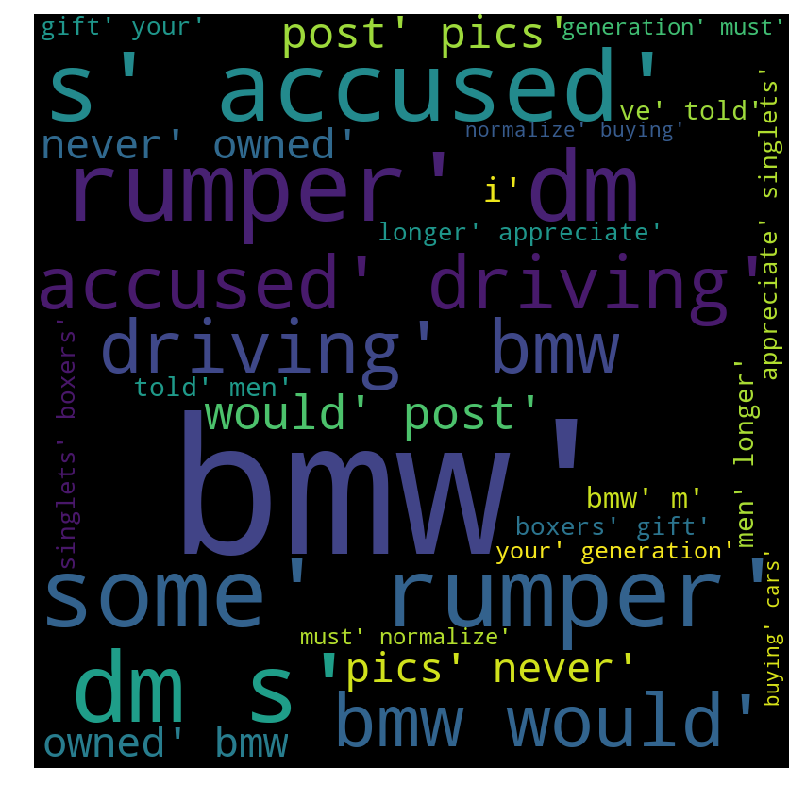 gift' your'
post' pics'
generation' must'
s' accused'
ve' told'
never' owned'
normalize' buying'
rumper' dm
i'
longer' appreciate'
appreciate' singlets'
accused' driving'
driving' bmw
told' men'
would' post'
singlets' boxers'
men' longer'
bmw'
bmw' m'
boxers' gift'
your' generation'
some' rumper'
buying' cars'
must' normalize'
dm s'
pics' never'
bmw would'
owned' bmw